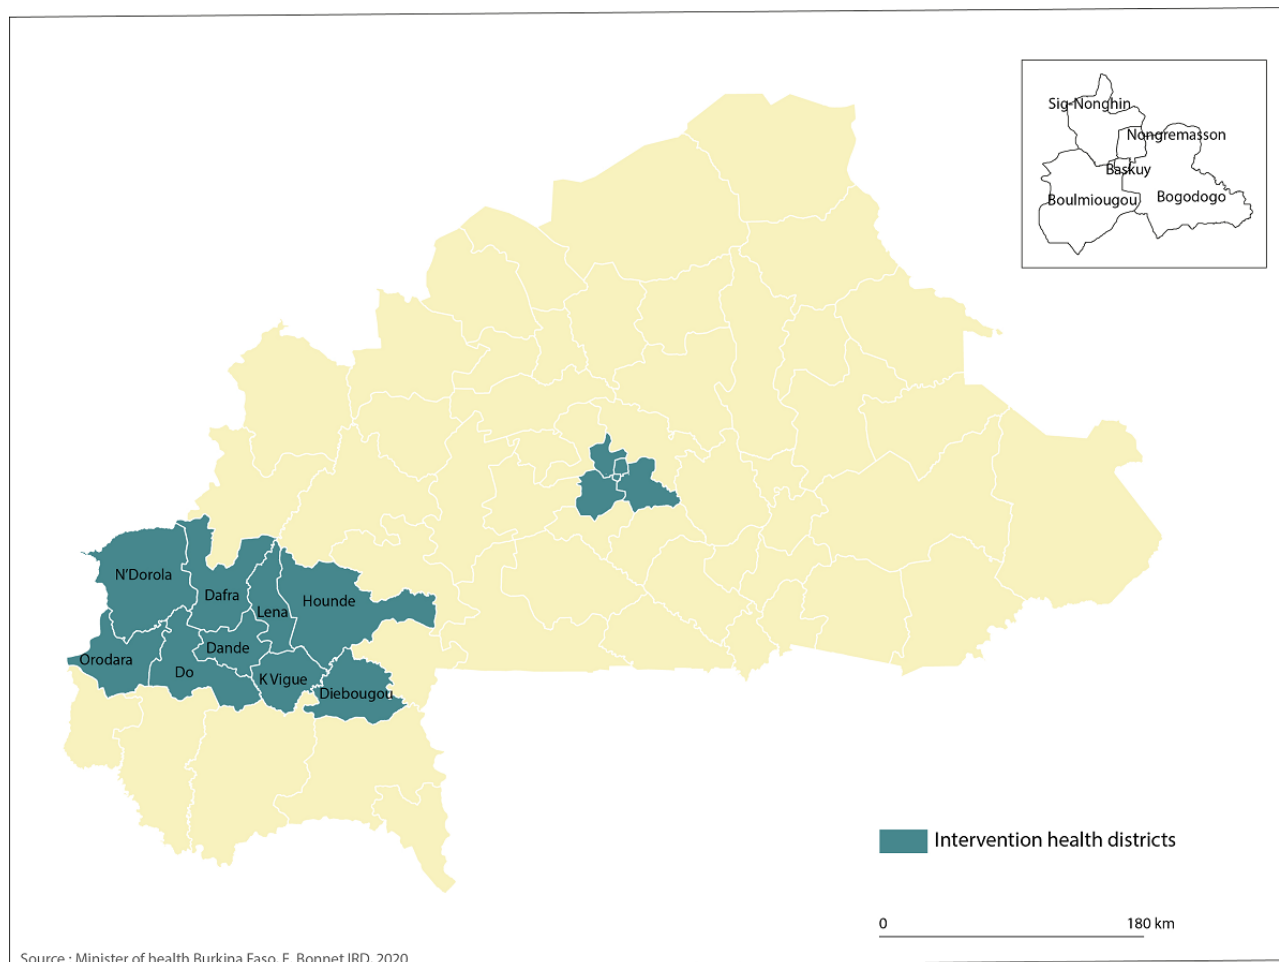 Sig-Nonghin
Nongremasson
Baskuy
Boulmiougou
Bogodogo
N'Dorola
Dafra
Lena
Hounde
Orodara
Do
Dande
K Vigue
Diebougou
Intervention health districts
0 180 km
Source : Minister of health Burkina Faso, E. Bonnet IRD, 2020